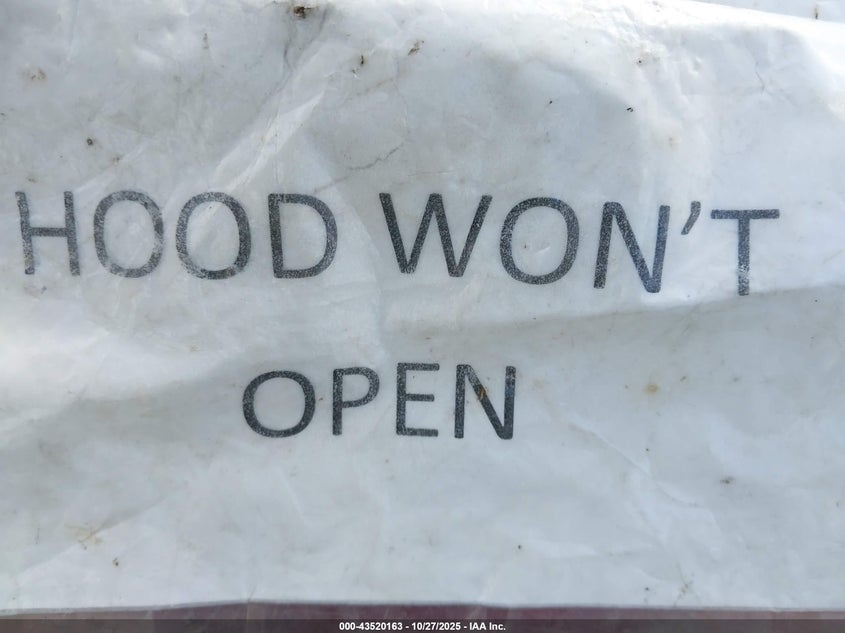 HOOD WON’T
OPEN
000-43520163 - 10/27/2025 - IAA Inc.